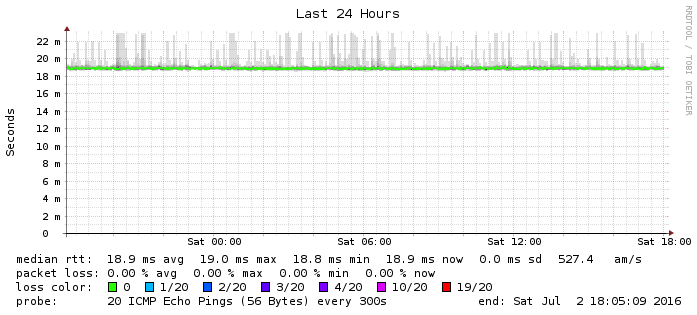 Last 24 Hours
RRDTOOL / TOBI OETIKER
Seconds
22 m
20 m
18 m
16 m
14 m
12 m
10 m
8 m
6 m
4 m
2 m
0
Sat 00:00 Sat 06:00 Sat 12:00 Sat 18:00
median rtt: 18.9 ms avg 19.0 ms max 18.8 ms min 18.9 ms now 0.0 ms sd 527.4 am/s
packet loss: 0.00 % avg 0.00 % max 0.00 % min 0.00 % now
loss color: 0 1/20 2/20 3/20 4/20 10/20 19/20
probe: 20 ICMP Echo Pings (56 Bytes) every 300s end: Sat Jul 2 18:05:09 2016